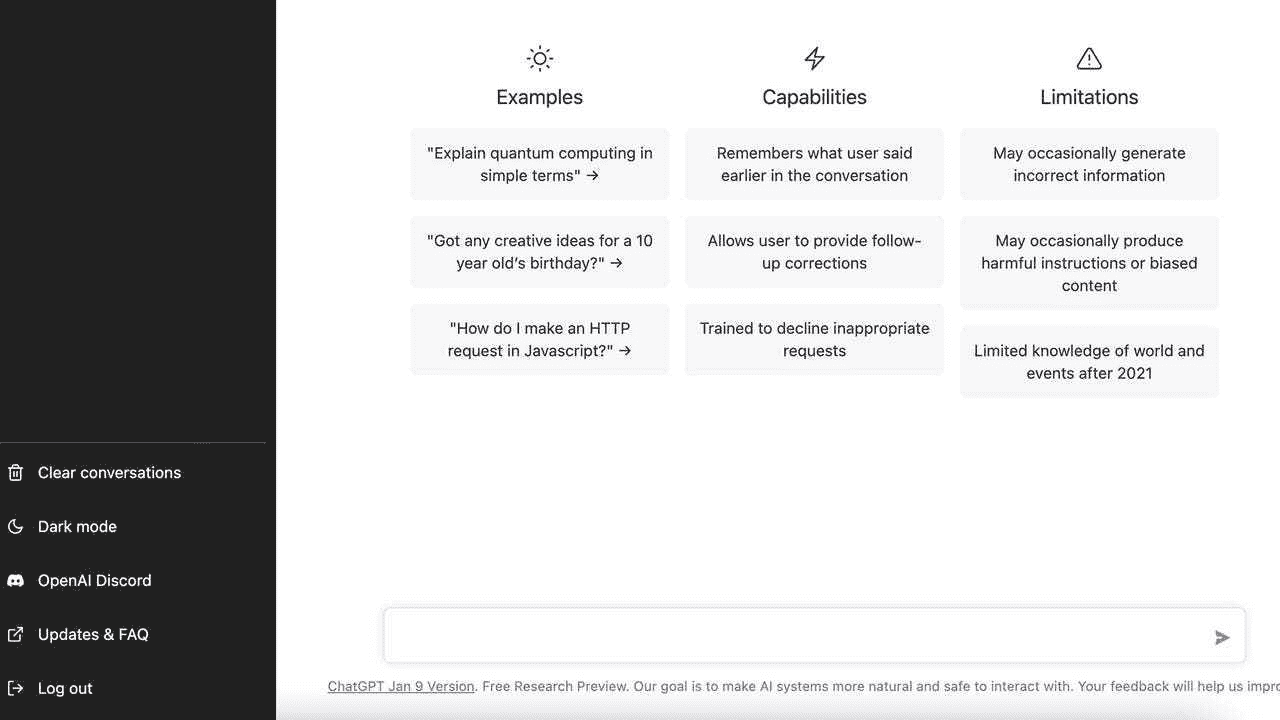 Examples
"Explain quantum computing in
simple terms" →
"Got any creative ideas for a 10
year old's birthday?" →
"How do I make an HTTP
request in Javascript?" →
Capabilities
Remembers what user said
earlier in the conversation
Allows user to provide follow-
up corrections
Trained to decline inappropriate
requests
Limitations
May occasionally generate
incorrect information
May occasionally produce
harmful instructions or biased
content
Limited knowledge of world and
events after 2021
Clear conversations
Dark mode
OpenAI Discord
Updates & FAQ
Log out
ChatGPT Jan 9 Version. Free Research Preview. Our goal is to make AI systems more natural and safe to interact with. Your feedback will help us